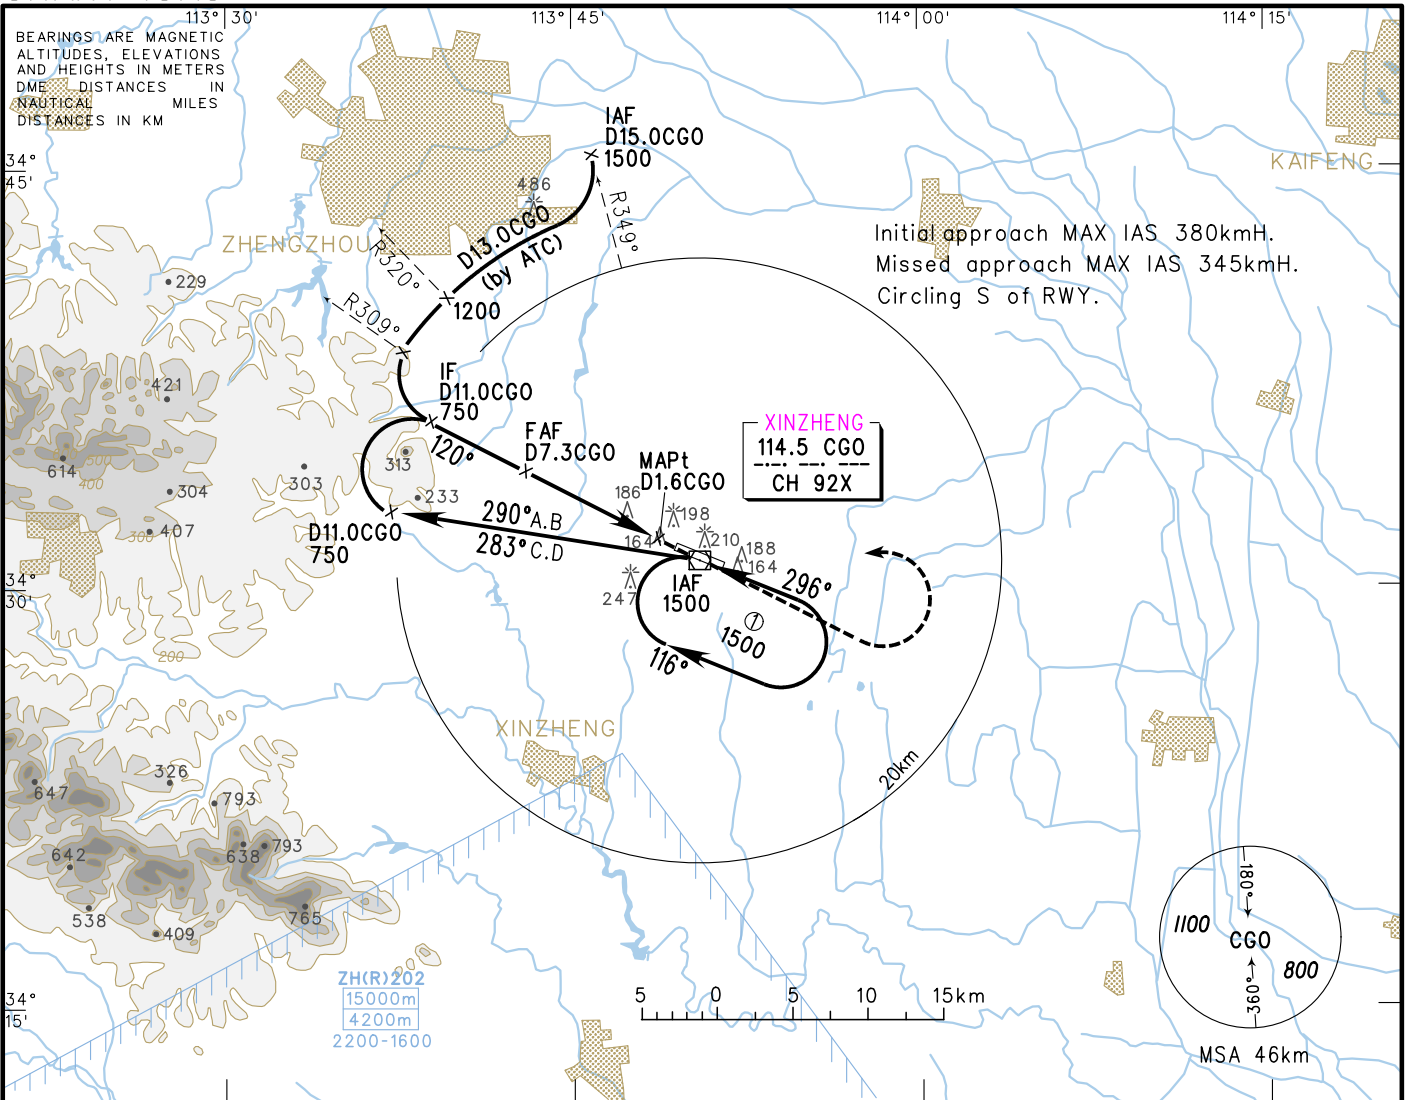 113°30'
113°45'
114°00'
114°15'
BEARINGS ARE MAGNETIC
ALTITUDES, ELEVATIONS
AND HEIGHTS IN METERS
DME DISTANCES IN
NAUTICAL MILES
DISTANCES IN KM
IAF
D15.0CGO
1500
34°
45'
KAIFENG
486
R349°
ZHENGZHOU
R320°
D13.0CGO
(by ATC)
Initial approach MAX IAS 380kmH.
Missed approach MAX IAS 345kmH.
Circling S of RWY.
229
R309°
1200
IF
D11.0CGO
750
421
120°
FAF
D7.3CGO
XINZHENG
114.5 CGO
CH 92X
MAPt
D1.6CGO
313
614
500
400
303
304
233
186
198
407
300
D11.0CGO
750
290°A.B
283°C.D
164
210
188
164
34°
30'
247
IAF
1500
296°
1500
116°
200
XINZHENG
20km
326
647
793
793
638
642
538
409
765
1100
180°
CGO
800
360°
MSA 46km
ZH(R)202
15000m
4200m
2200-1600
5 0 5 10 15km
34°
15'